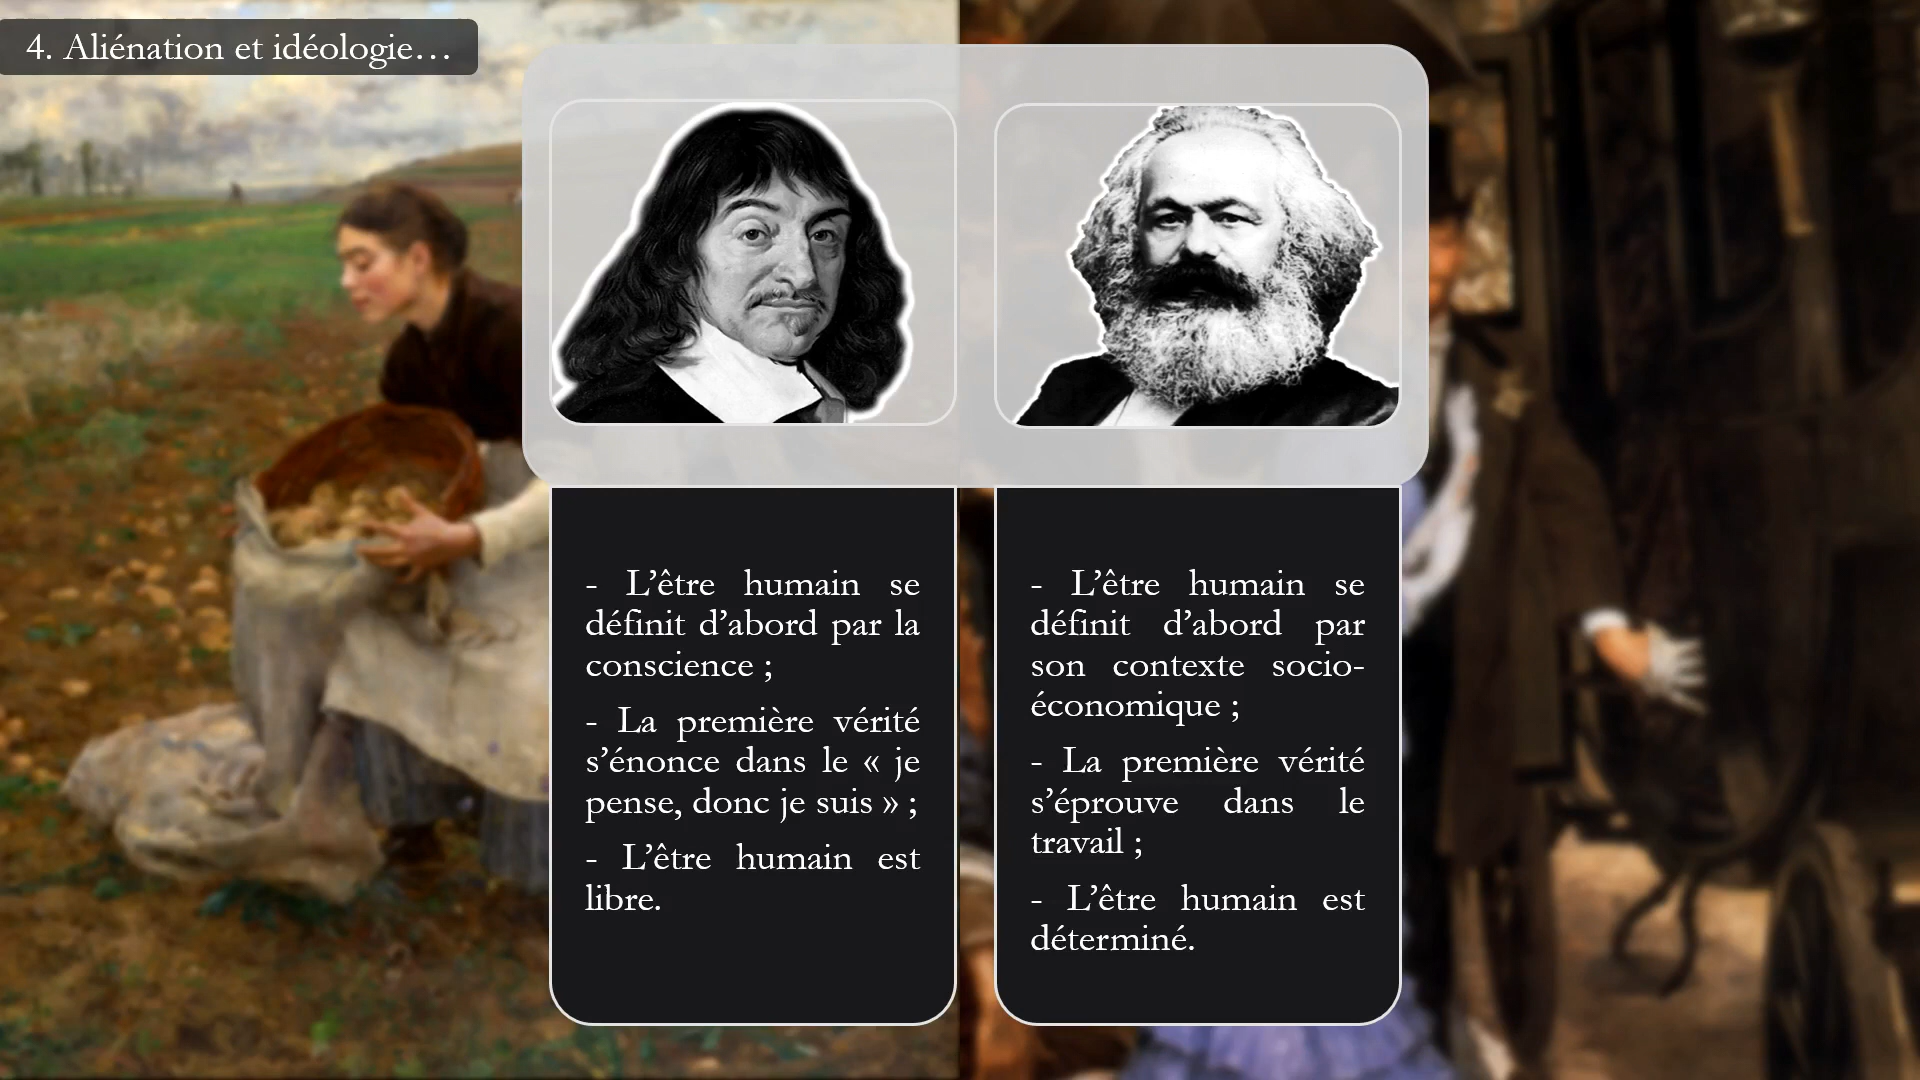 4. Aliénation et idéologie…
- L’être humain se
définit d’abord par la
conscience ;
- La première vérité
s’énonce dans le « je
pense, donc je suis » ;
- L’être humain est
libre.
- L’être humain se
définit d’abord par
son contexte socio-
économique ;
- La première vérité
s’éprouve dans le
travail ;
- L’être humain est
déterminé.